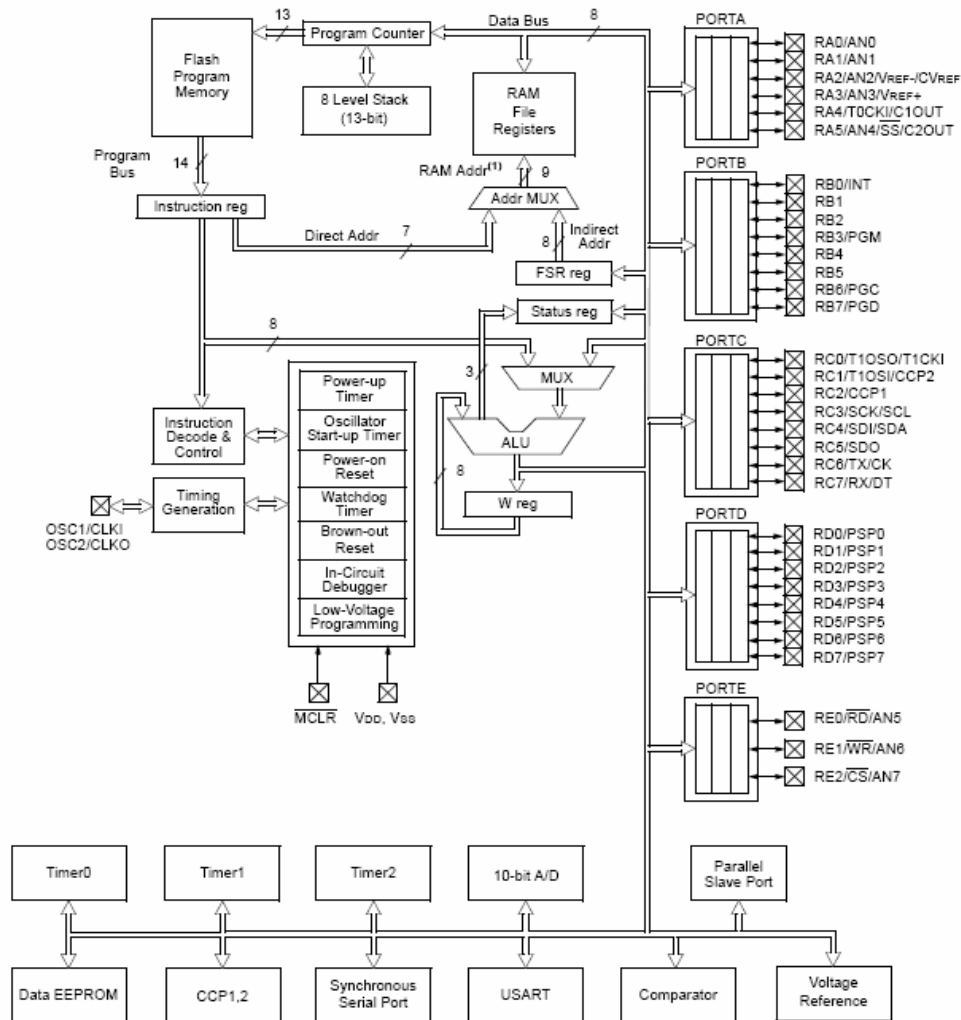 13
Data Bus
8
PORTA
Flash
Program
Memory
Program Counter
8 Level Stack
(13-bit)
RAM
File
Registers
RA0/AN0
RA1/AN1
RA2/AN2/VREF-/CVREF
RA3/AN3/VREF+
RA4/T0CKI/C1OUT
RA5/AN4/SS/C2OUT
Program
Bus
14
RAM Addr(1)
9
PORTB
Addr MUX
Instruction reg
Direct Addr
7
8
Indirect
Addr
FSR reg
Status reg
RB0/INT
RB1
RB2
RB3/PGM
RB4
RB5
RB6/PGC
RB7/PGD
8
3
MUX
PORTC
Power-up
Timer
Oscillator
Start-up Timer
Power-on
Reset
Watchdog
Timer
Brown-out
Reset
In-Circuit
Debugger
Low-Voltage
Programming
Instruction
Decode &
Control
Timing
Generation
OSC1/CLKI
OSC2/CLKO
ALU
8
W reg
RC0/T1OSO/T1CKI
RC1/T1OSI/CCP2
RC2/CCP1
RC3/SCK/SCL
RC4/SDI/SDA
RC5/SDO
RC6/TX/CK
RC7/RX/DT
PORTD
RD0/PSP0
RD1/PSP1
RD2/PSP2
RD3/PSP3
RD4/PSP4
RD5/PSP5
RD6/PSP6
RD7/PSP7
MCLR
VDD, VSS
PORTE
RE0/RD/AN5
RE1/WR/AN6
RE2/CS/AN7
Timer0
Timer1
Timer2
10-bit A/D
Parallel
Slave Port
Data EEPROM
CCP1,2
Synchronous
Serial Port
USART
Comparator
Voltage
Reference